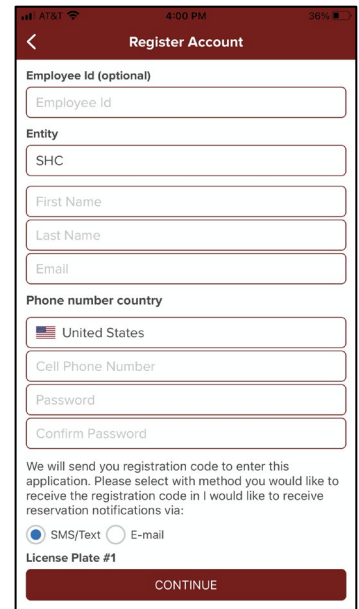 AT&T 4:00 PM 36%
Register Account
Employee Id (optional)
Employee Id
Entity
SHC
First Name
Last Name
Email
Phone number country
United States
Cell Phone Number
Password
Confirm Password
We will send you registration code to enter this
application. Please select with method you would like to
receive the registration code in I would like to receive
reservation notifications via:
SMS/Text E-mail
License Plate #1
CONTINUE